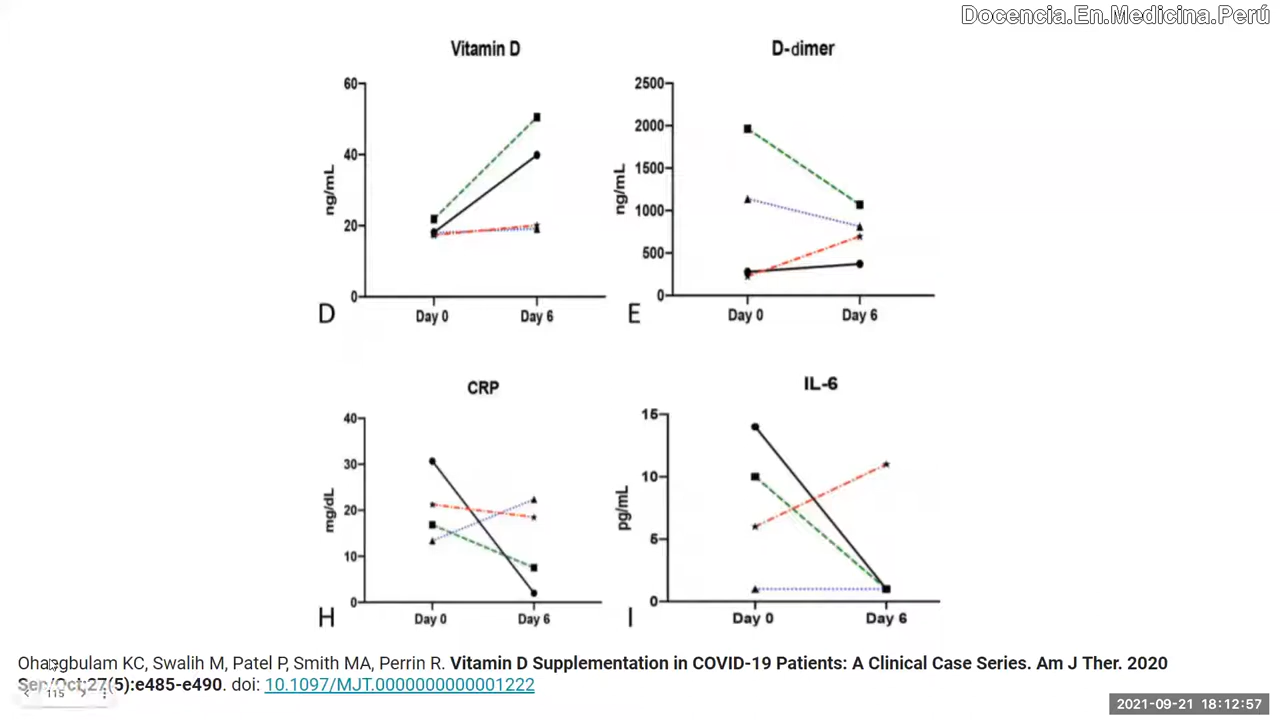 Docencia.En.Medicina.Perú
Vitamin D
D-dimer
60
40
20
0
ng/mL
Day 0
Day 6
D
2500
2000
1500
1000
500
0
ng/mL
Day 0
Day 6
E
CRP
IL-6
40
30
20
10
0
mg/dL
Day 0
Day 6
H
15
10
5
0
pg/mL
Day 0
Day 6
I
Ohaegbulam KC, Swalih M, Patel P, Smith MA, Perrin R. Vitamin D Supplementation in COVID-19 Patients: A Clinical Case Series. Am J Ther. 2020
Sep/Oct;27(5):e485-e490. doi: 10.1097/MJT.0000000000001222
115
2021-09-21 18:12:57